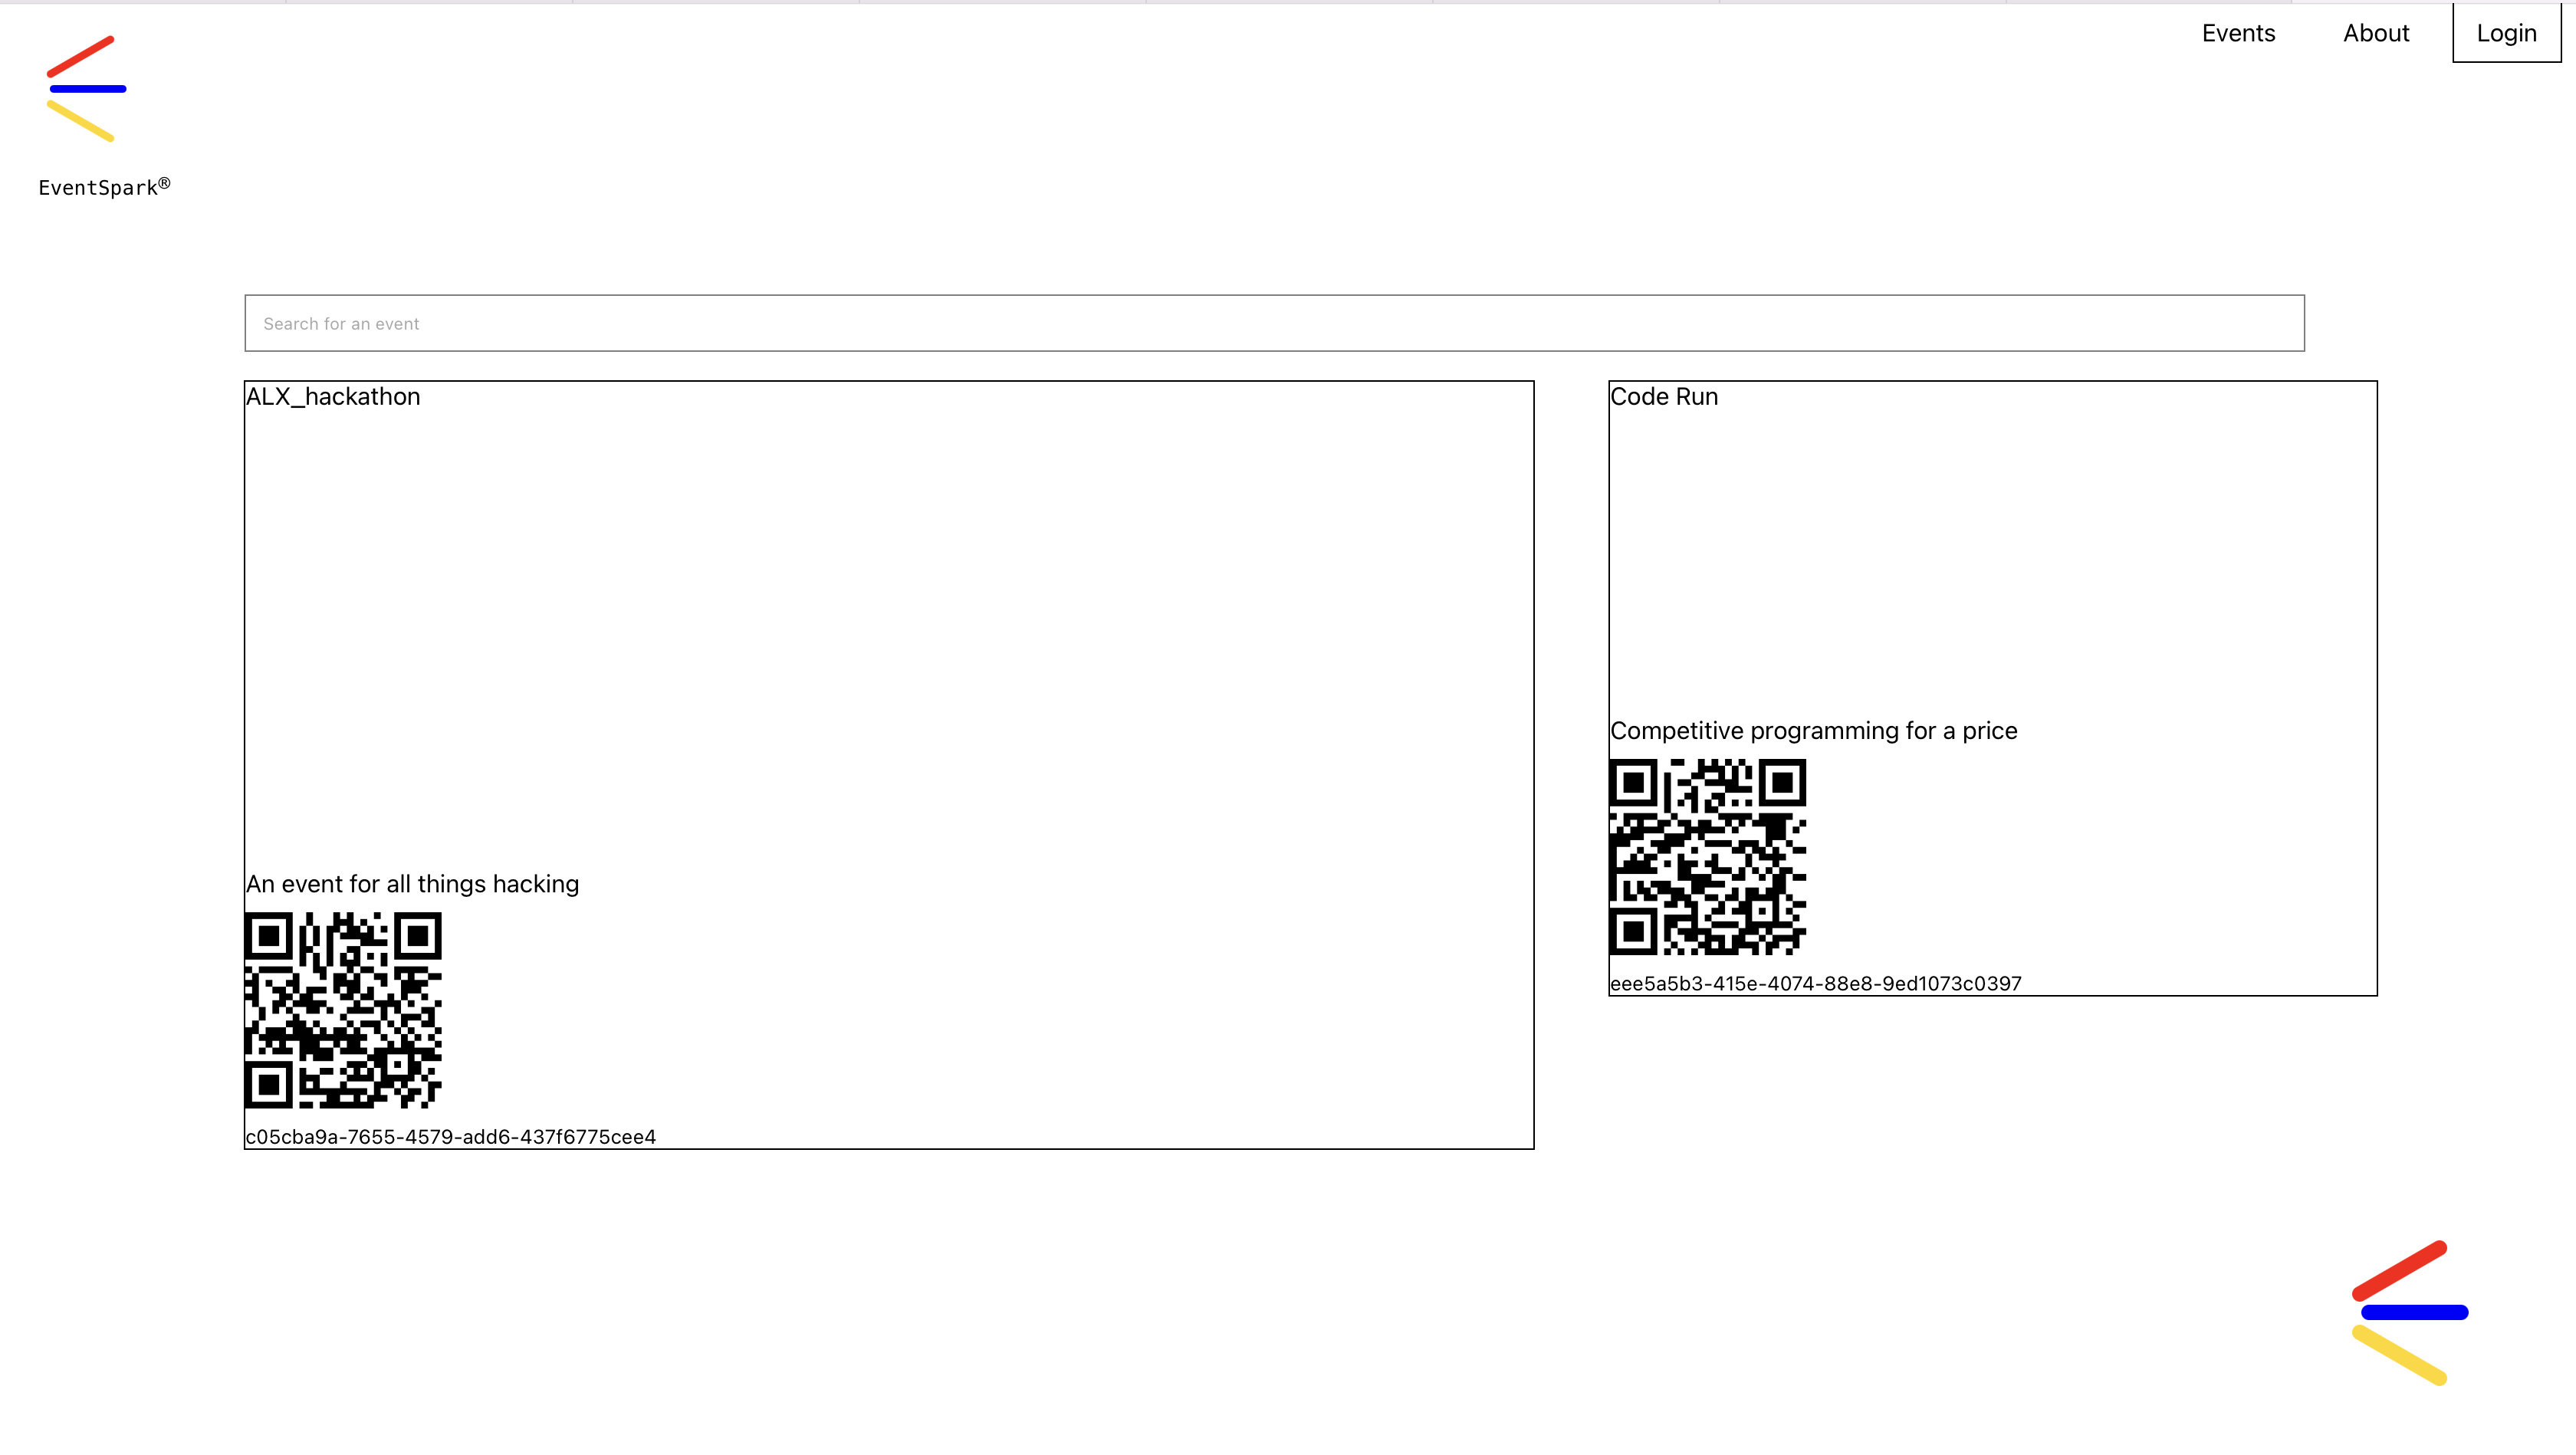 Events About Login
EventSpark®
Search for an event
ALX_hackathon
An event for all things hacking
c05cba9a-7655-4579-add6-437f6775cee4
Code Run
Competitive programming for a price
eee5a5b3-415e-4074-88e8-9ed1073c0397